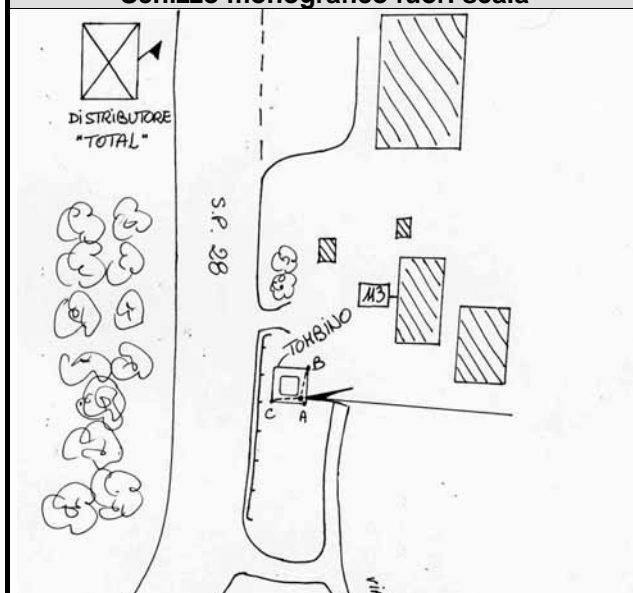 Schizzo monografico fuori scala
DISTRIBUTORE
"TOTAL"
S.P. 28
113
TOMBINO
B
C
A